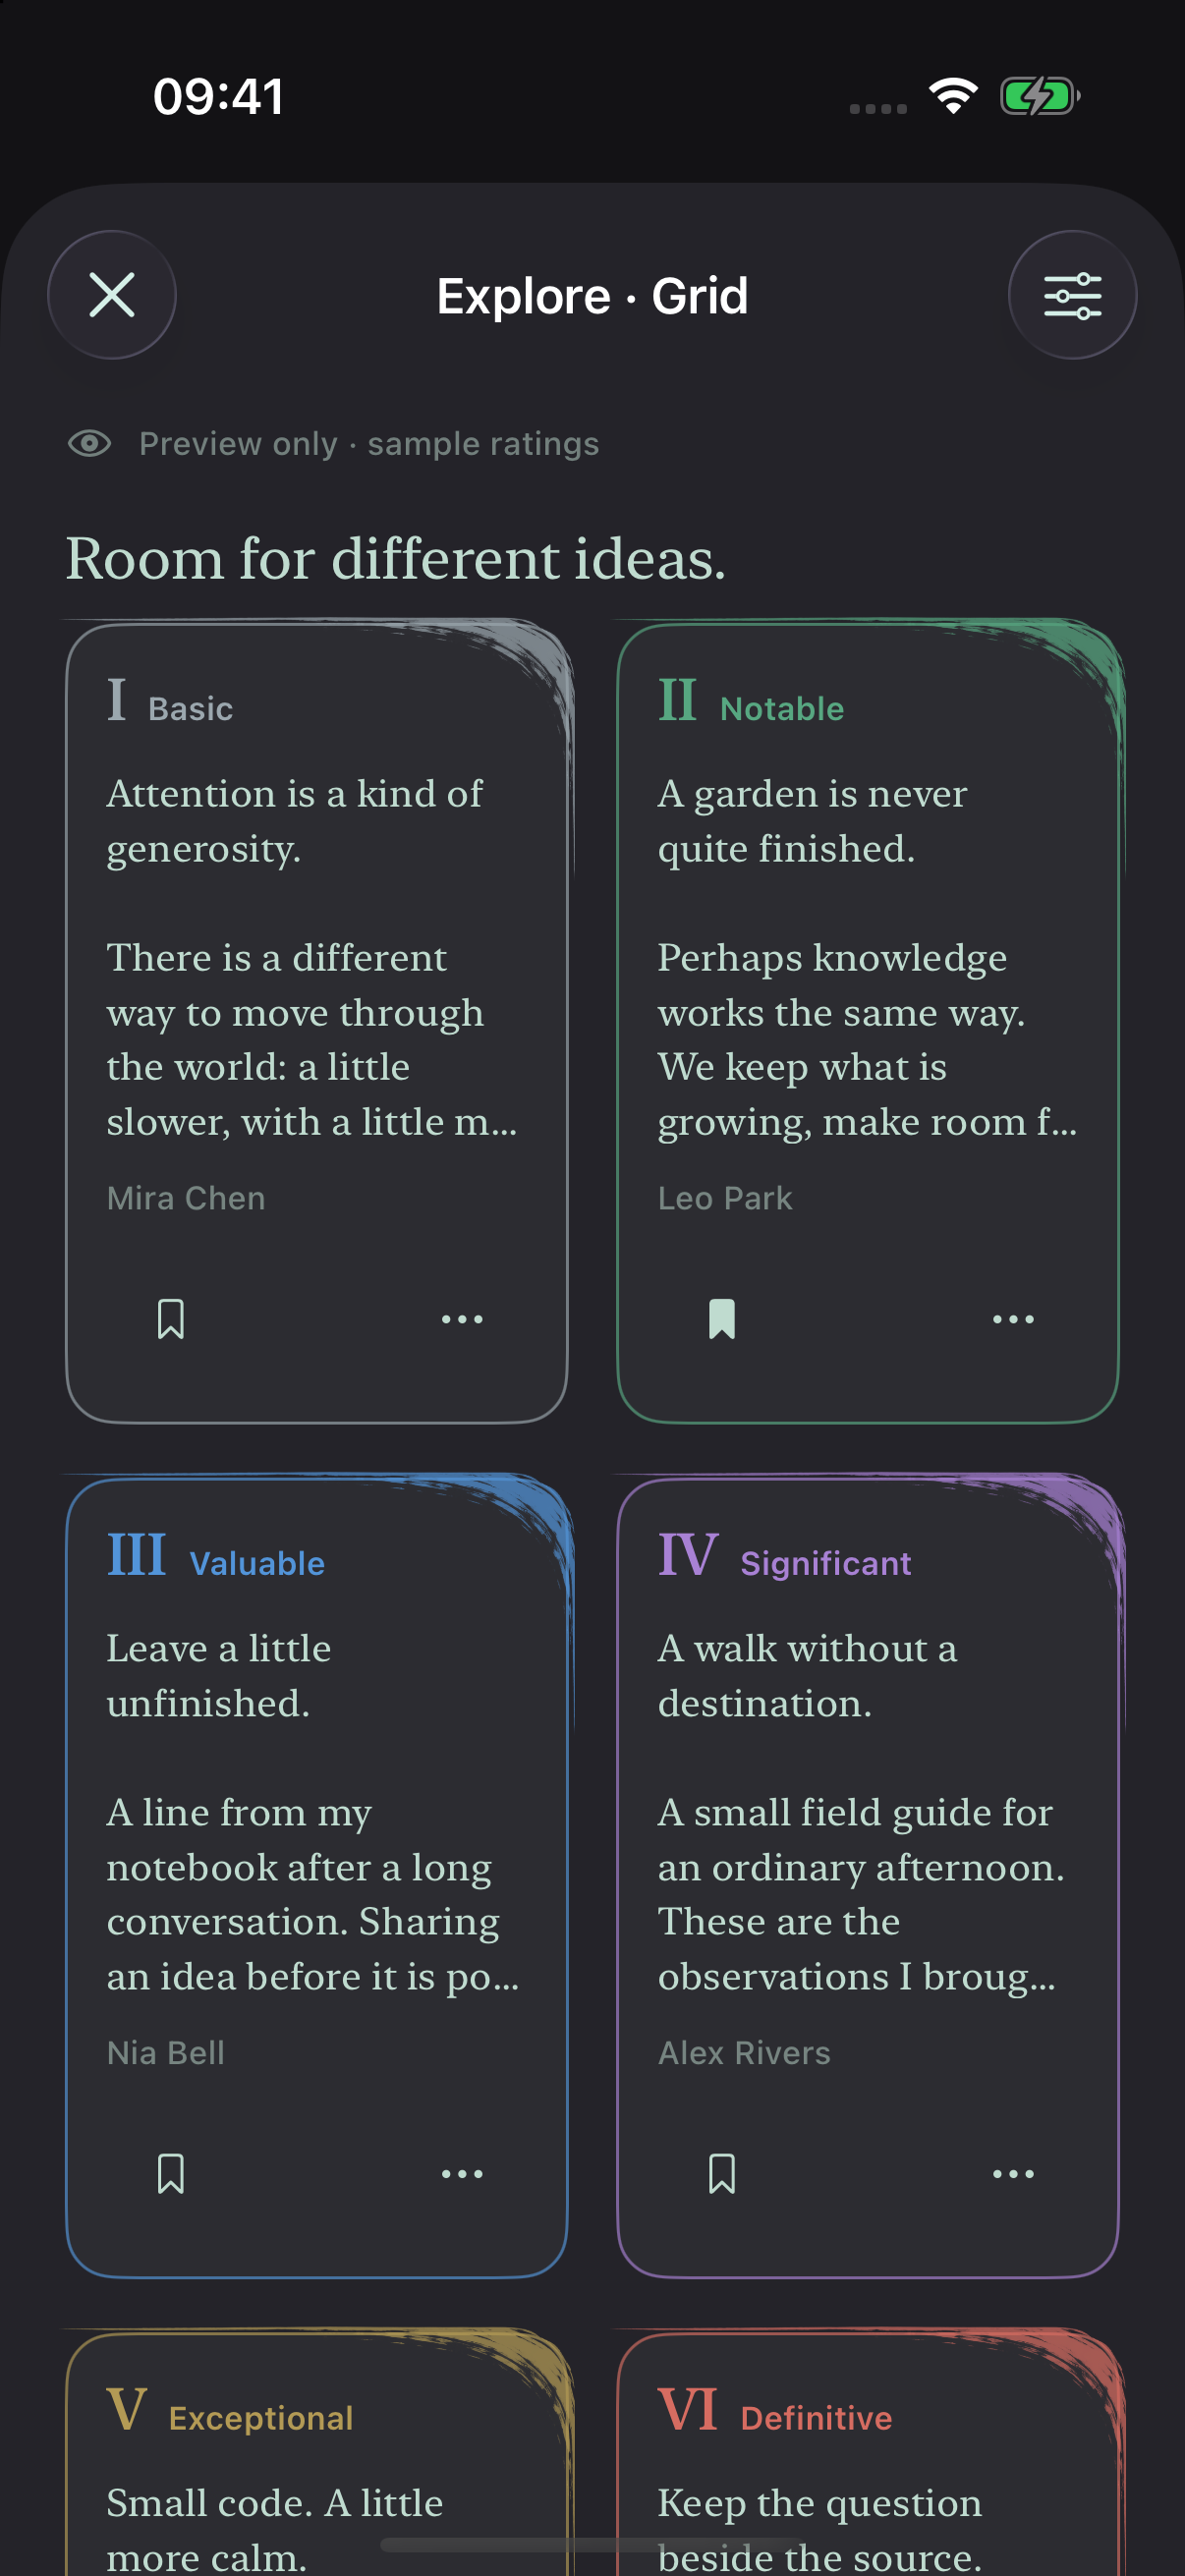 09:41
Explore · Grid
Preview only · sample ratings
Room for different ideas.
I Basic
Attention is a kind of
generosity.
There is a different
way to move through
the world: a little
slower, with a little m...
Mira Chen
II Notable
A garden is never
quite finished.
Perhaps knowledge
works the same way.
We keep what is
growing, make room f...
Leo Park
III Valuable
Leave a little
unfinished.
A line from my
notebook after a long
conversation. Sharing
an idea before it is po...
Nia Bell
IV Significant
A walk without a
destination.
A small field guide for
an ordinary afternoon.
These are the
observations I broug...
Alex Rivers
V Exceptional
Small code. A little
more calm.
VI Definitive
Keep the question
beside the source.